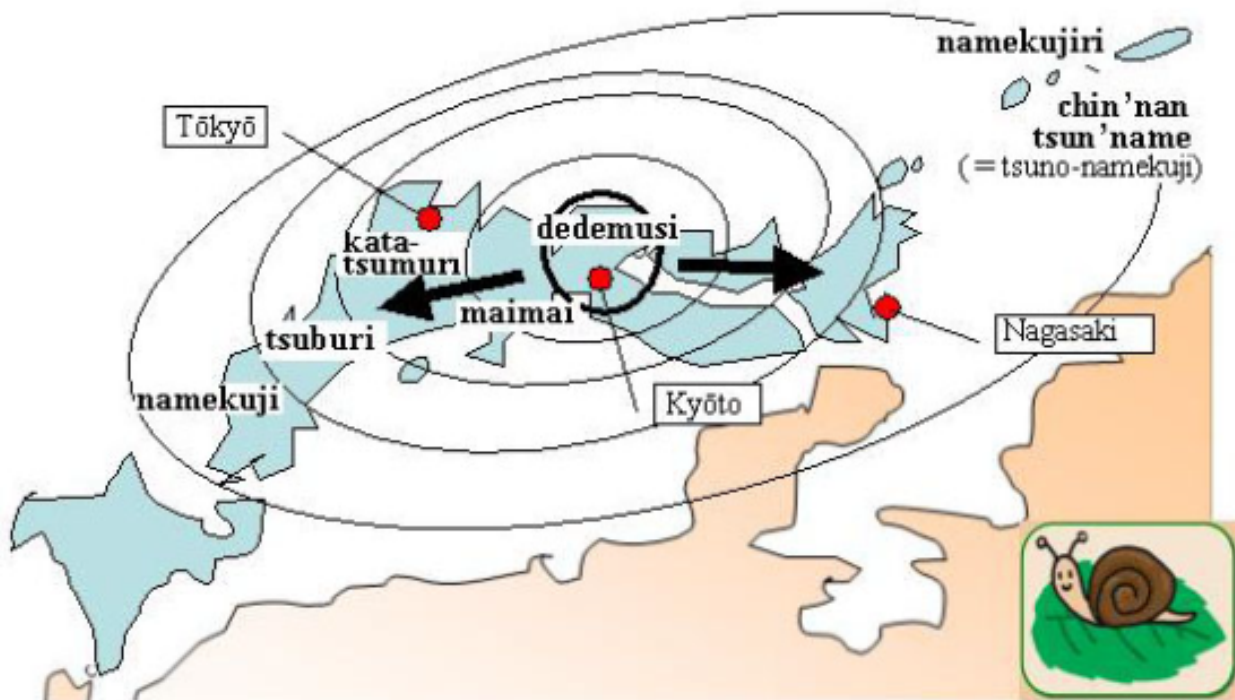 namekujiri
chin'nan
tsun'name
(=tsuno-namekuji)
Tōkyō
dedemusi
kata-
tsumuri
maimai
tsuburi
Nagasaki
namekuji
Kyōto